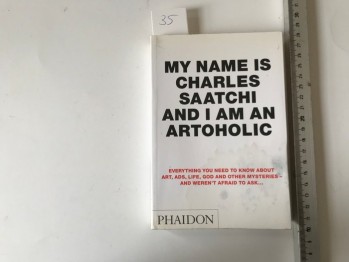 35
MY NAME IS
CHARLES
SAATCHI
AND I AM AN
ARTOHOLIC
EVERYTHING YOU NEED TO KNOW ABOUT
ART, ADS, LIFE, GOD AND OTHER MYSTERIES –
AND WEREN'T AFRAID TO ASK...
PHAIDON